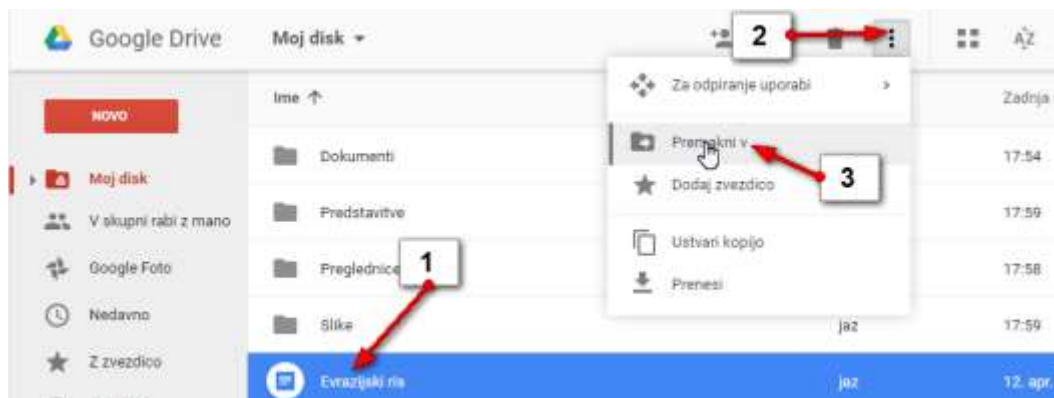 Google Drive
Moj disk
2
Ime
Zadnja
NOVO
Za odpiranje uporabi
Premakni v
3
Dodaj zvezdico
Ustvari kopijo
Prenesi
Moj disk
V skupni rabi z mano
Google Foto
Nedavno
Z zvezdico
Dokumenti
17:54
Predstavitve
17:59
Preglednice
1
17:58
Slike
jaz
17:59
Evrazijski ris
jaz
12. apr.